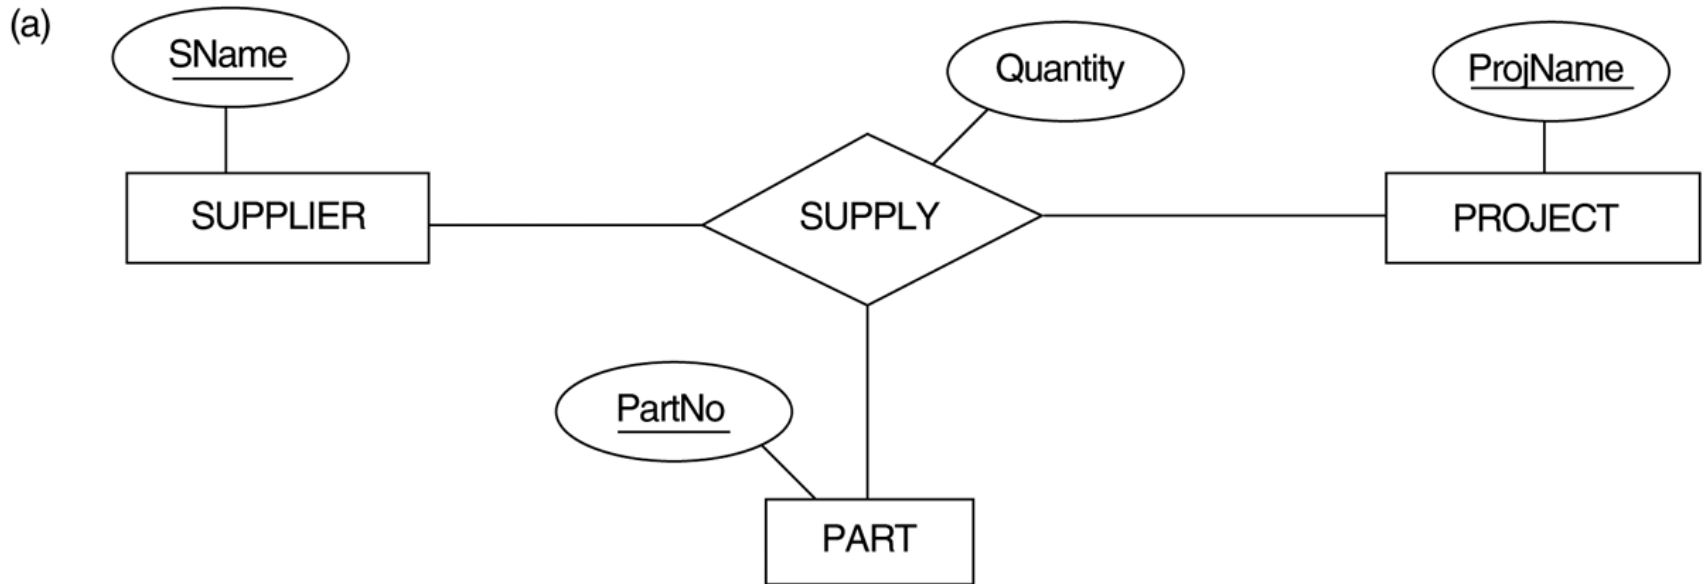 (a)
SName
Quantity
ProjName
SUPPLIER
SUPPLY
PROJECT
PartNo
PART